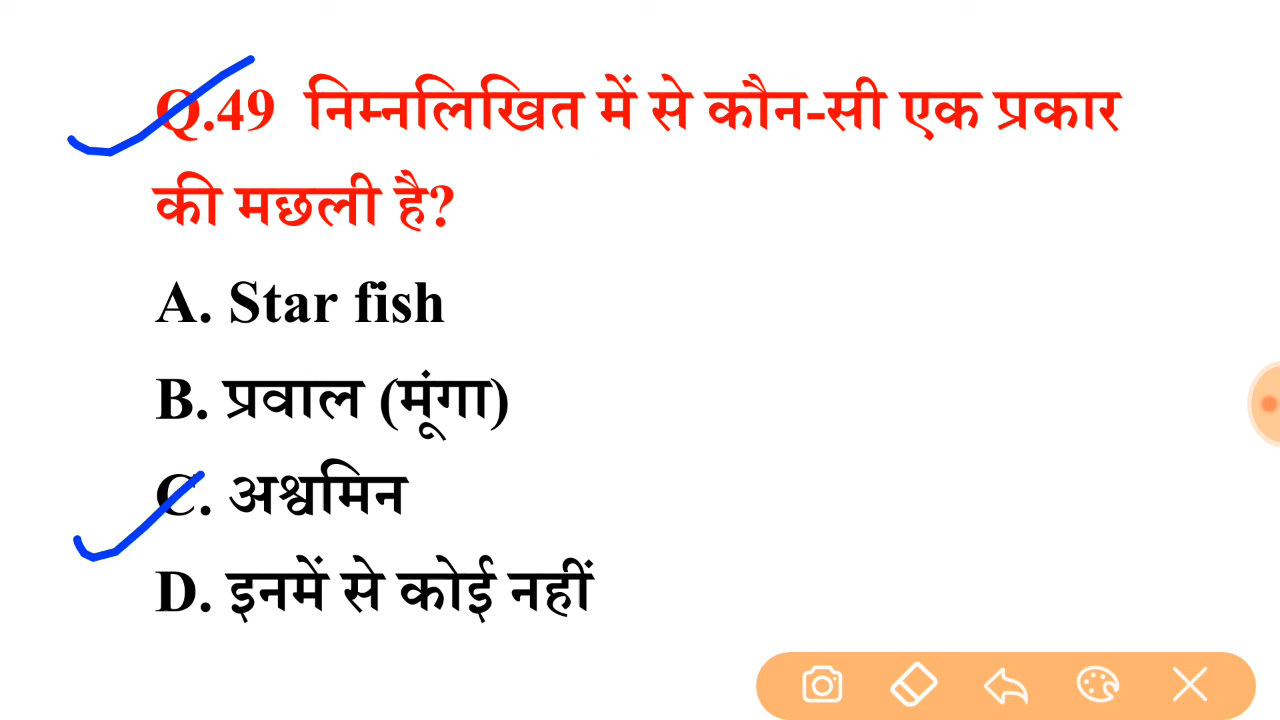 Q.49 निम्नलिखित में से कौन-सी एक प्रकार
की मछली है?
A. Star fish
B. प्रवाल (मूंगा)
C. अश्वमिन
D. इनमें से कोई नहीं